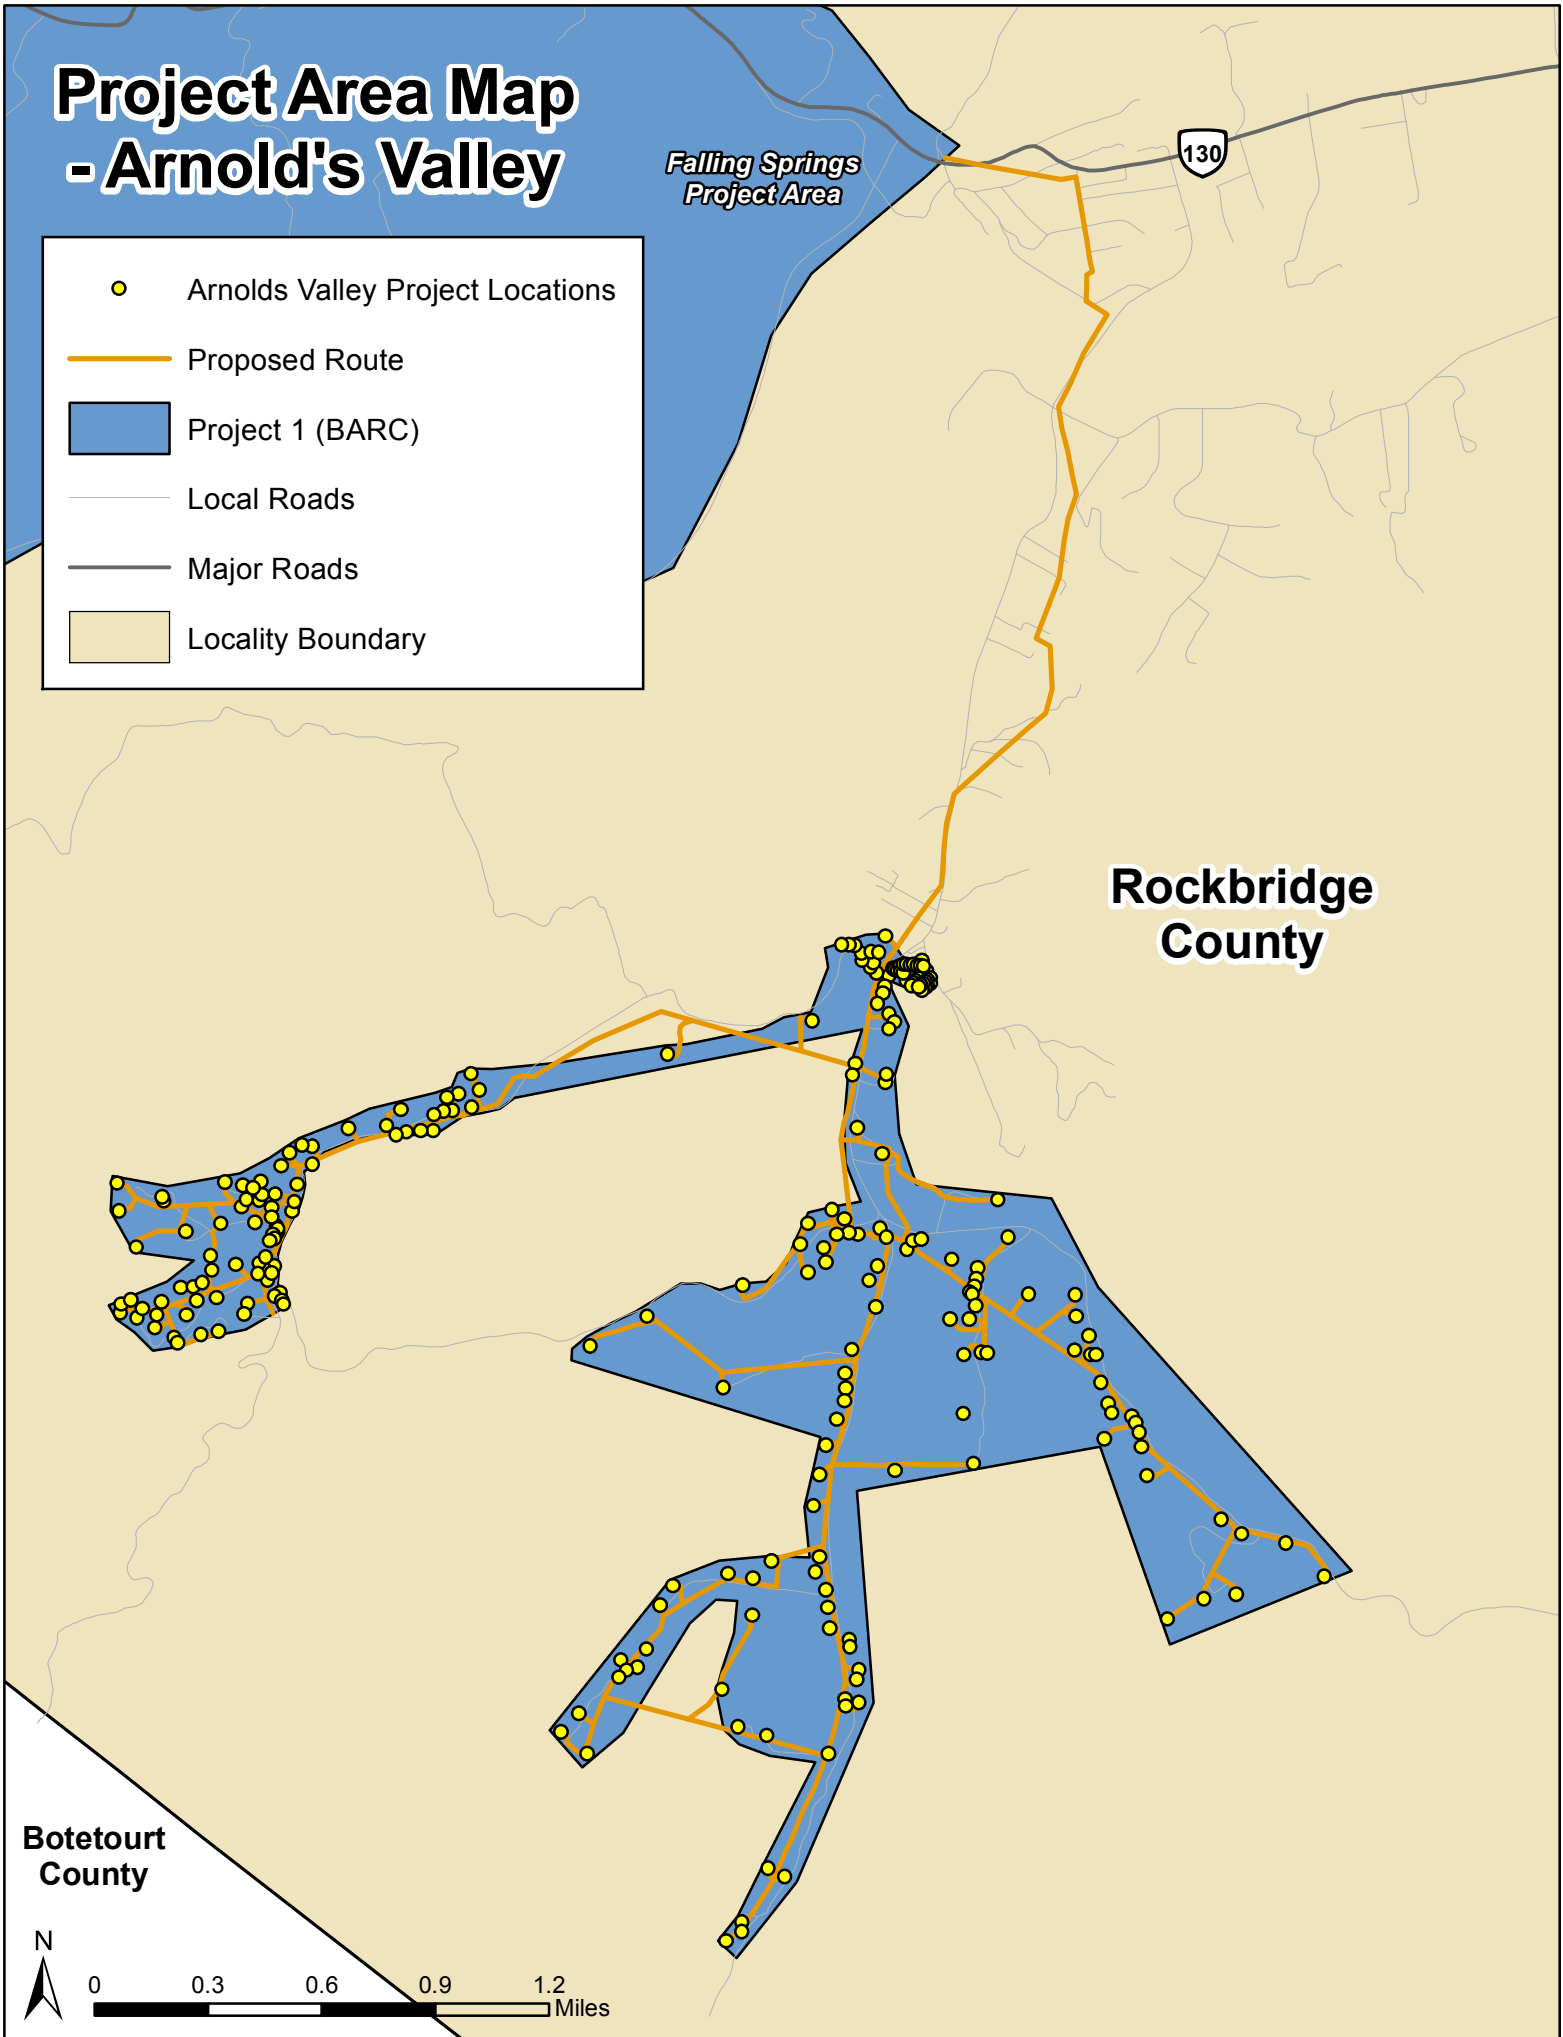 Project Area Map
- Arnold's Valley
Falling Springs
Project Area
130
Arnolds Valley Project Locations
Proposed Route
Project 1 (BARC)
Local Roads
Major Roads
Locality Boundary
Rockbridge
County
Botetourt
County
N
0 0.3 0.6 0.9 1.2
Miles